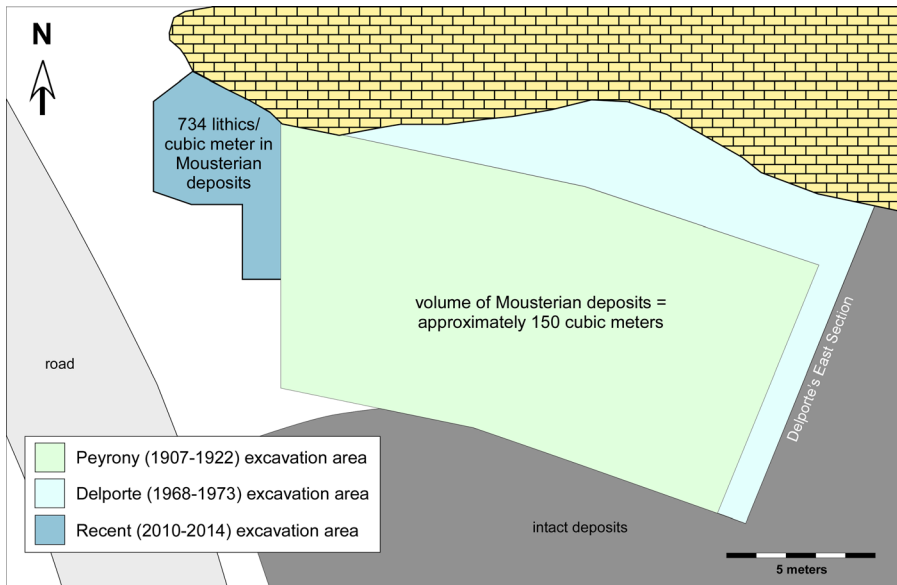 N
734 lithics/
cubic meter in
Mousterian
deposits
volume of Mousterian deposits =
approximately 150 cubic meters
Delporte's East Section
road
Peyrony (1907-1922) excavation area
Delporte (1968-1973) excavation area
Recent (2010-2014) excavation area
intact deposits
5 meters